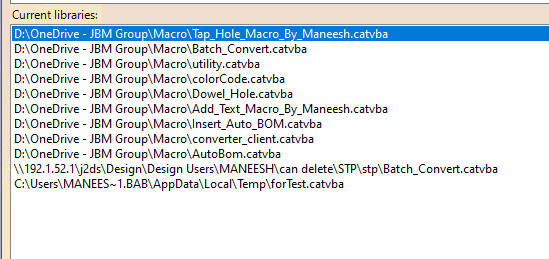 Current libraries:
D:\OneDrive - JBM Group\Macro\Tap_Hole_Macro_By_Maneesh.catvba
D:\OneDrive - JBM Group\Macro\Batch_Convert.catvba
D:\OneDrive - JBM Group\Macro\utility.catvba
D:\OneDrive - JBM Group\Macro\colorCode.catvba
D:\OneDrive - JBM Group\Macro\Dowel_Hole.catvba
D:\OneDrive - JBM Group\Macro\Add_Text_Macro_By_Maneesh.catvba
D:\OneDrive - JBM Group\Macro\Insert_Auto_BOM.catvba
D:\OneDrive - JBM Group\Macro\converter_client.catvba
D:\OneDrive - JBM Group\Macro\AutoBom.catvba
\\192.1.52.1\j2ds\Design\Design Users\MANEESH\can delete\STP\stp\Batch_Convert.catvba
C:\Users\MANEES~1.BAB\AppData\Local\Temp\forTest.catvba